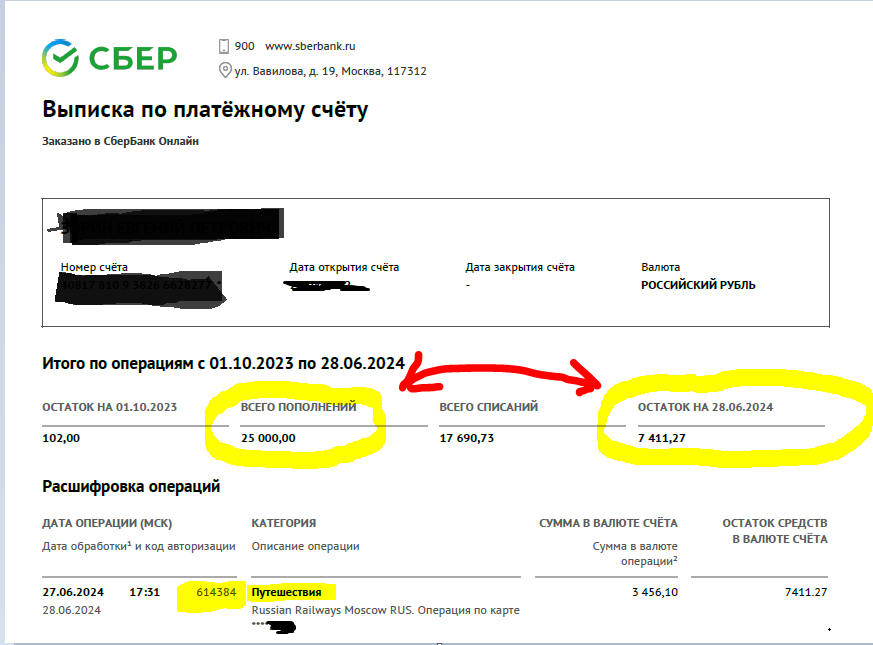 СБЕР
900 www.sberbank.ru
ул. Вавилова, д. 19, Москва, 117312
Выписка по платёжному счёту
Заказано в СберБанк Онлайн
Номер счёта Дата открытия счёта Дата закрытия счёта Валюта
- РОССИЙСКИЙ РУБЛЬ
Итого по операциям с 01.10.2023 по 28.06.2024
ОСТАТОК НА 01.10.2023 ВСЕГО ПОПОЛНЕНИЙ ВСЕГО СПИСАНИЙ ОСТАТОК НА 28.06.2024
102,00 25 000,00 17 690,73 7 411,27
Расшифровка операций
ДАТА ОПЕРАЦИИ (МСК) КАТЕГОРИЯ СУММА В ВАЛЮТЕ СЧЁТА ОСТАТОК СРЕДСТВ
В ВАЛЮТЕ СЧЁТА
Дата обработки¹ и код авторизации Описание операции Сумма в валюте
операции²
27.06.2024 17:31 614384 Путешествия 3 456,10 7411.27
28.06.2024 Russian Railways Moscow RUS. Операция по карте
****